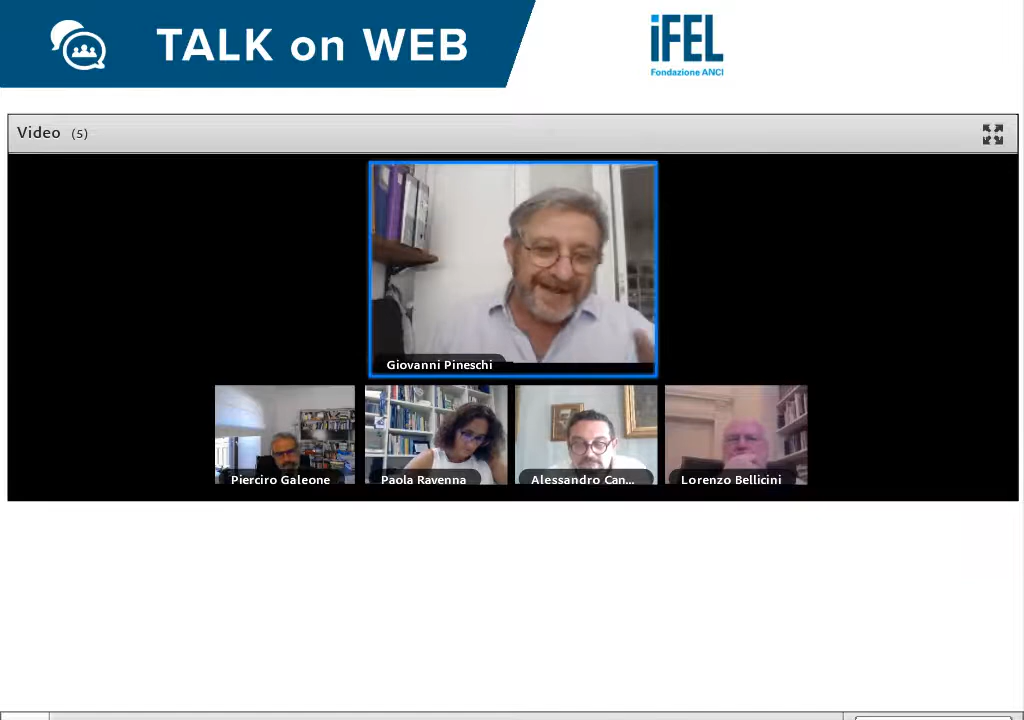 TALK on WEB
iFEL
Fondazione ANCI
Video (5)
Giovanni Pineschi
Pierciro Galeone
Paola Ravenna
Alessandro Can...
Lorenzo Bellicini